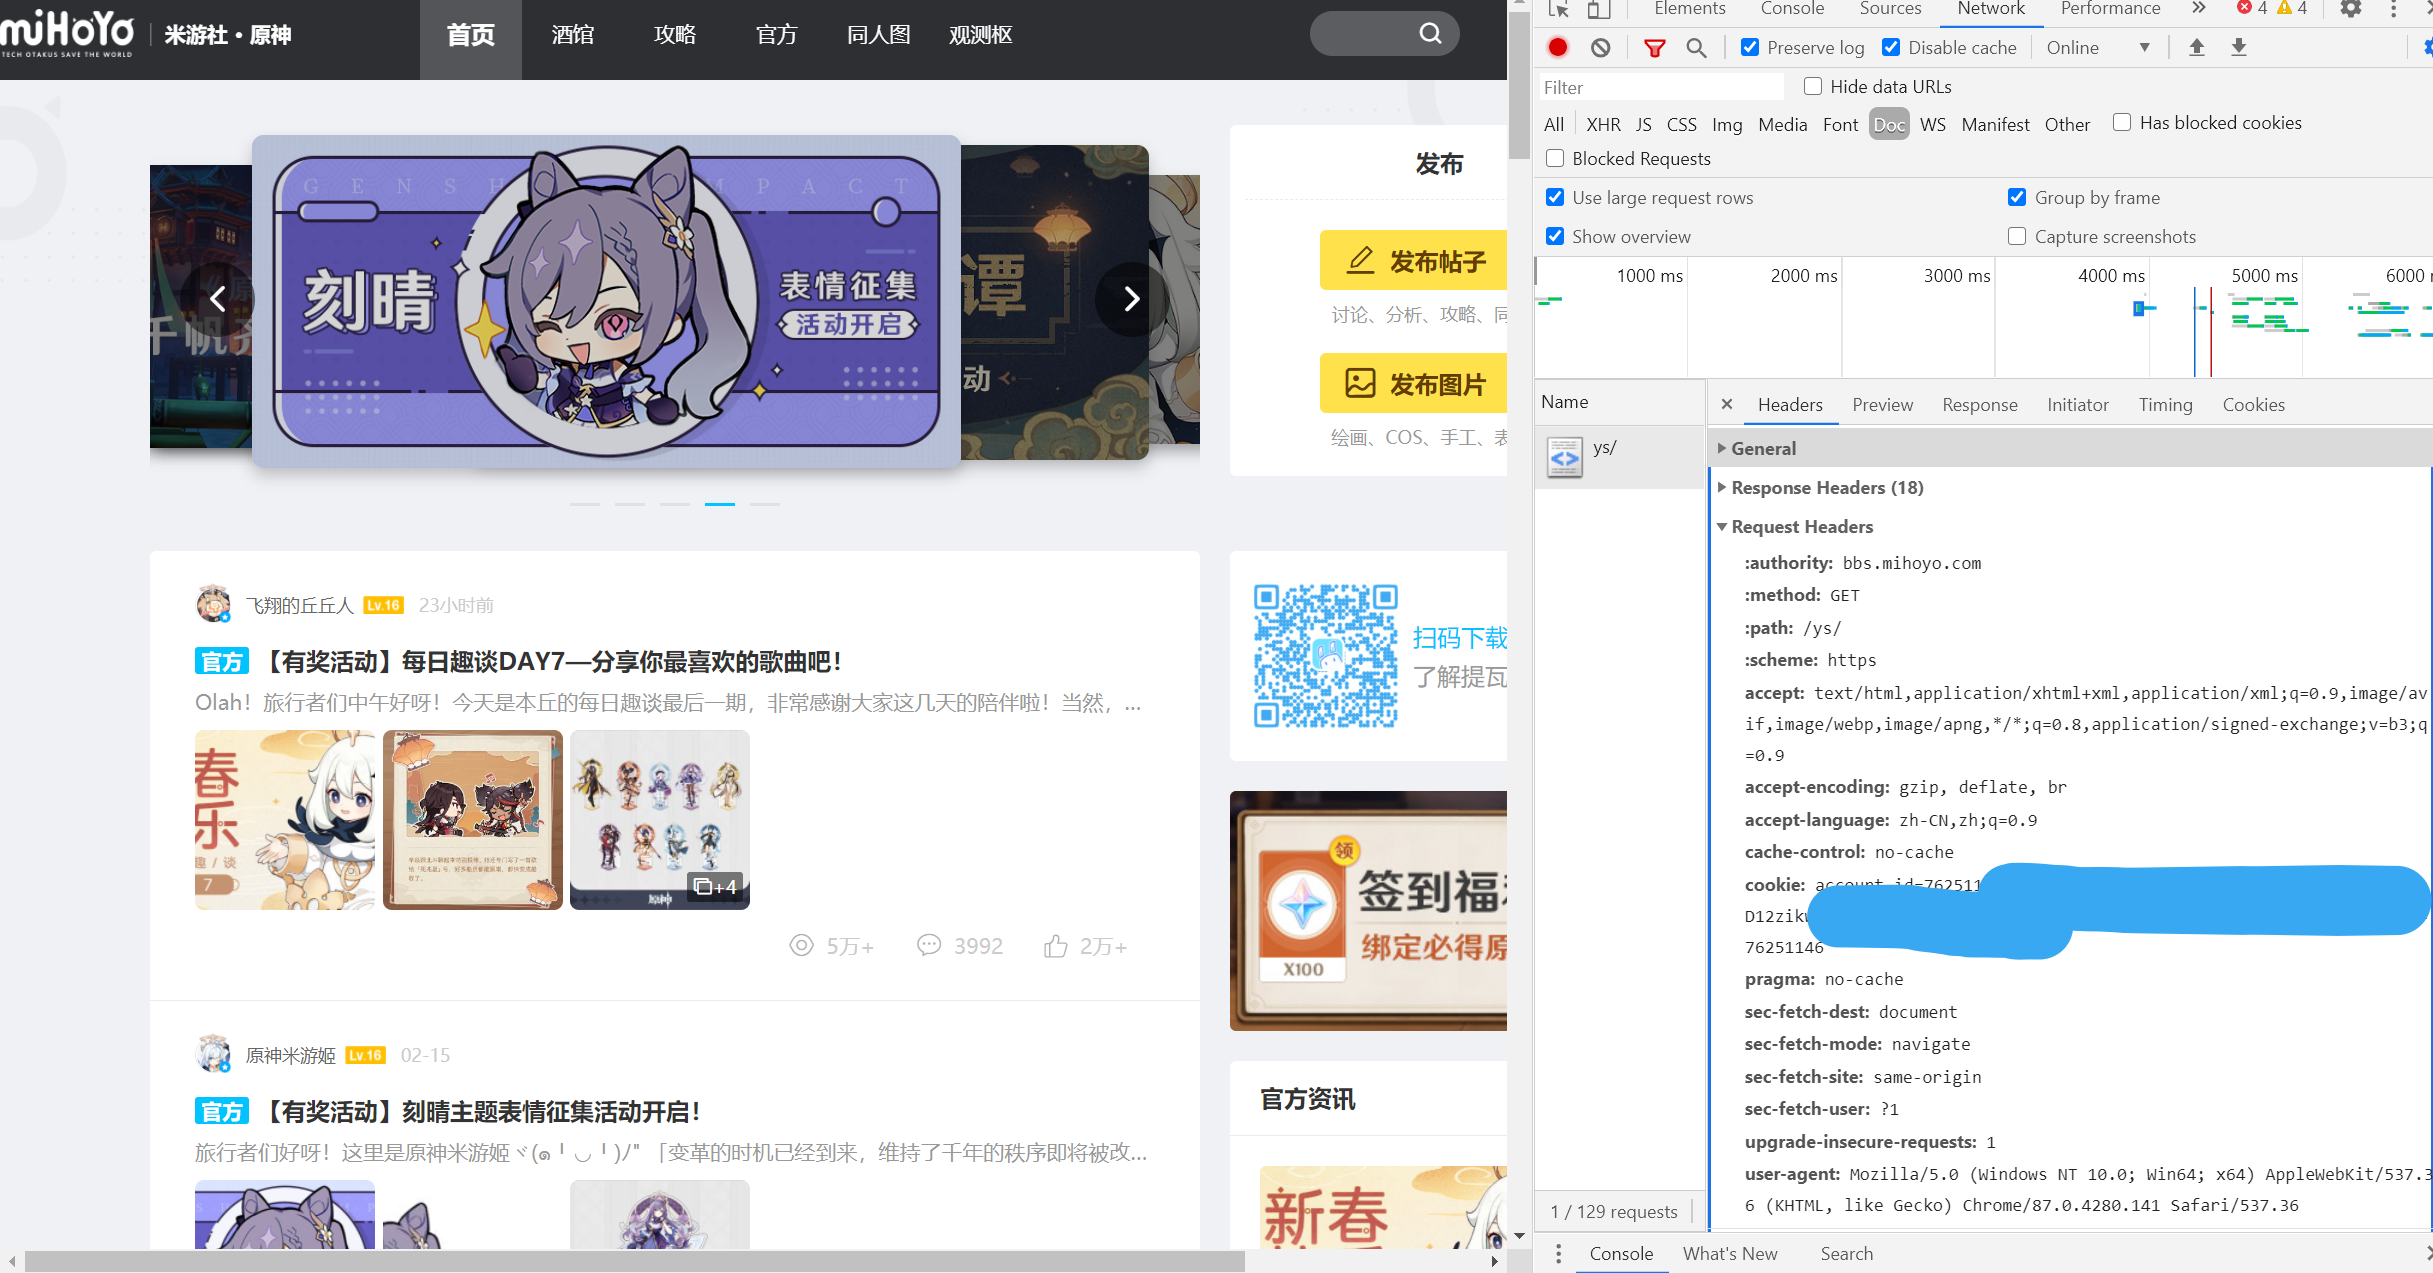 miHoYo
TECH OTAKUS SAVE THE WORLD
米游社·原神
首页
酒馆
攻略
官方
同人图
观测枢
GENSH
MPACT
刻晴
表情征集
活动开启
千帆
谭
动
发布
发布帖子
讨论、分析、攻略、同
发布图片
绘画、COS、手工、表
飞翔的丘丘人 Lv.16 23小时前
官方 【有奖活动】每日趣谈DAY7—分享你最喜欢的歌曲吧！
Olah！旅行者们中午好呀！今天是本丘的每日趣谈最后一期，非常感谢大家这几天的陪伴啦！当然，...
春
乐
趣/谈
7
原神
+4
5万+
3992
2万+
扫码下载
了解提瓦
领
X100
签到福
绑定必得原
原神米游姬 Lv.16 02-15
官方 【有奖活动】刻晴主题表情征集活动开启！
旅行者们好呀！这里是原神米游姬ヾ(๑╹◡╹)ﾉ" 「变革的时机已经到来，维持了千年的秩序即将被改...
官方资讯
新春
Elements
Console
Sources
Network
Performance
4
4
Preserve log
Disable cache
Online
Filter
Hide data URLs
All
XHR
JS
CSS
Img
Media
Font
Doc
WS
Manifest
Other
Has blocked cookies
Blocked Requests
Use large request rows
Group by frame
Show overview
Capture screenshots
1000 ms
2000 ms
3000 ms
4000 ms
5000 ms
6000
Name
Headers
Preview
Response
Initiator
Timing
Cookies
ys/
General
Response Headers (18)
Request Headers
:authority: bbs.mihoyo.com
:method: GET
:path: /ys/
:scheme: https
accept: text/html,application/xhtml+xml,application/xml;q=0.9,image/av
if,image/webp,image/apng,*/*;q=0.8,application/signed-exchange;v=b3;q
=0.9
accept-encoding: gzip, deflate, br
accept-language: zh-CN,zh;q=0.9
cache-control: no-cache
cookie: account_id=762511
D12zik
76251146
pragma: no-cache
sec-fetch-dest: document
sec-fetch-mode: navigate
sec-fetch-site: same-origin
sec-fetch-user: ?1
upgrade-insecure-requests: 1
user-agent: Mozilla/5.0 (Windows NT 10.0; Win64; x64) AppleWebKit/537.3
6 (KHTML, like Gecko) Chrome/87.0.4280.141 Safari/537.36
1 / 129 requests
Console
What's New
Search